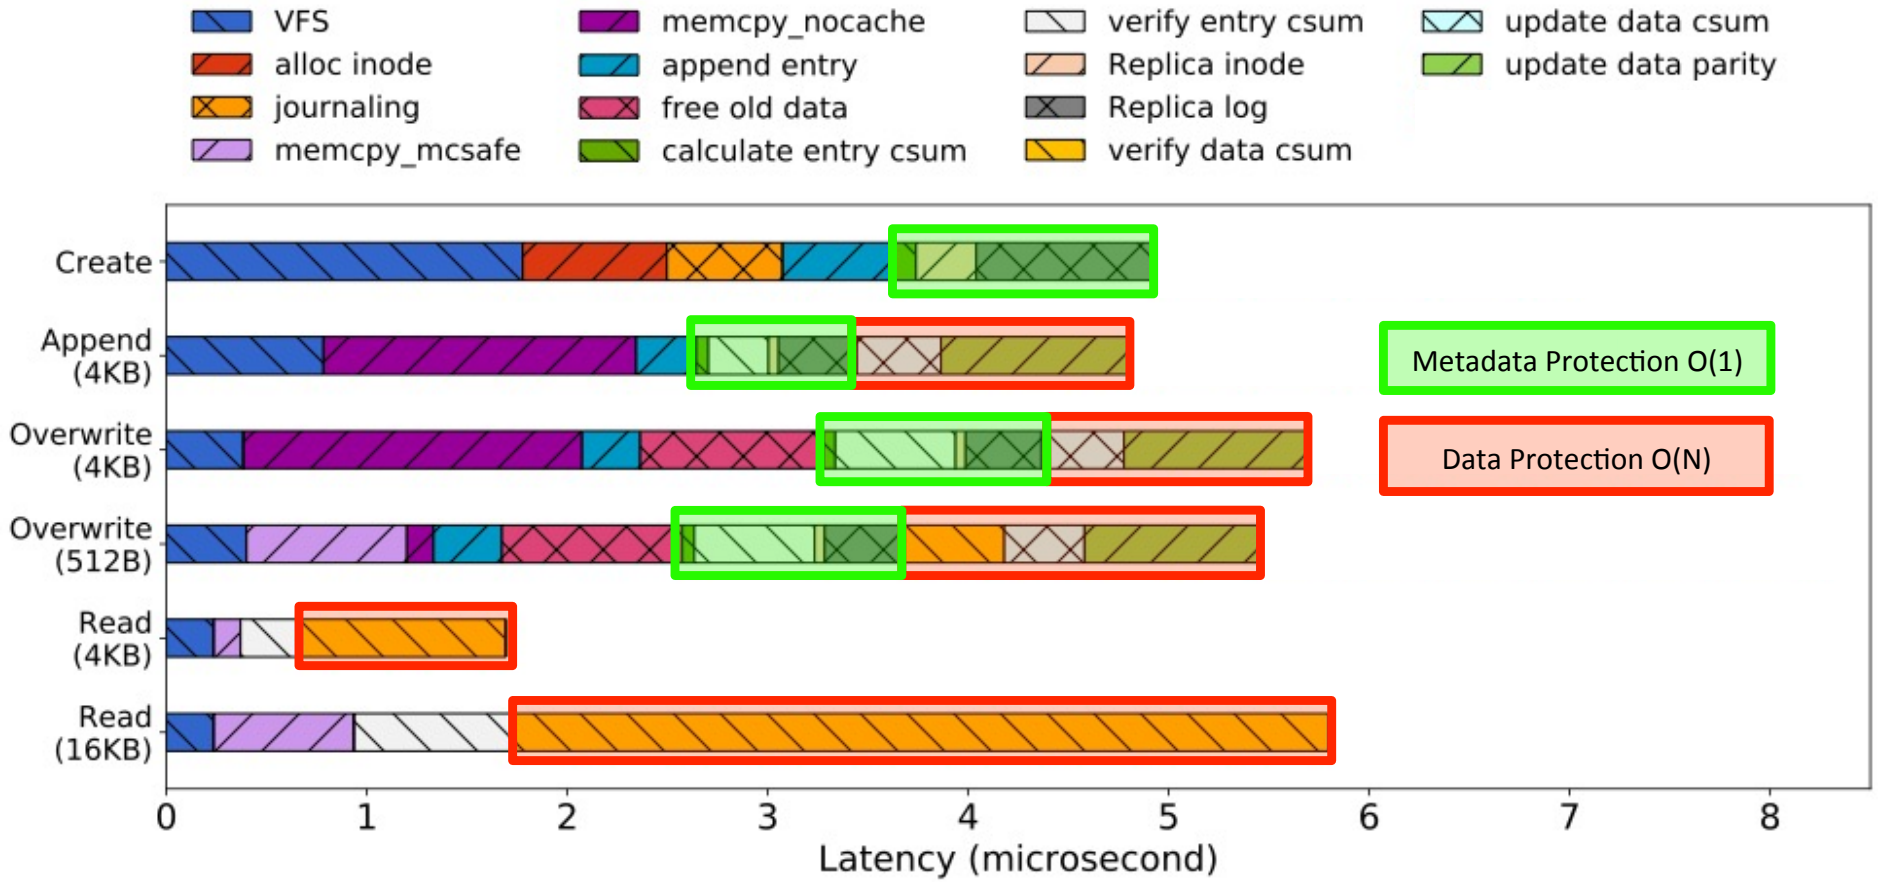 VFS
alloc inode
journaling
memcpy_mcsafe
memcpy_nocache
append entry
free old data
calculate entry csum
verify entry csum
Replica inode
Replica log
verify data csum
update data csum
update data parity
Create
Append
(4KB)
Overwrite
(4KB)
Overwrite
(512B)
Read
(4KB)
Read
(16KB)
Metadata Protection O(1)
Data Protection O(N)
0 1 2 3 4 5 6 7 8
Latency (microsecond)